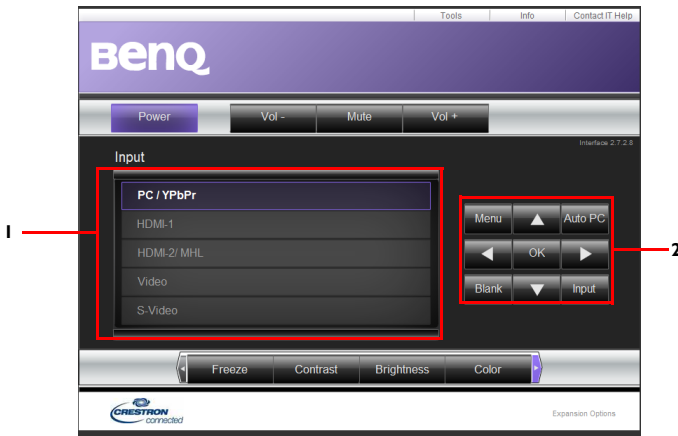 Tools Info Contact IT Help
BenQ
Power Vol - Mute Vol +
Interface 2.7.2.8
Input
PC / YPbPr
HDMI-1
HDMI-2/ MHL
Video
S-Video
1
Menu Auto PC
OK
Blank Input
2
Freeze Contrast Brightness Color
CRESTRON
connected
Expansion Options